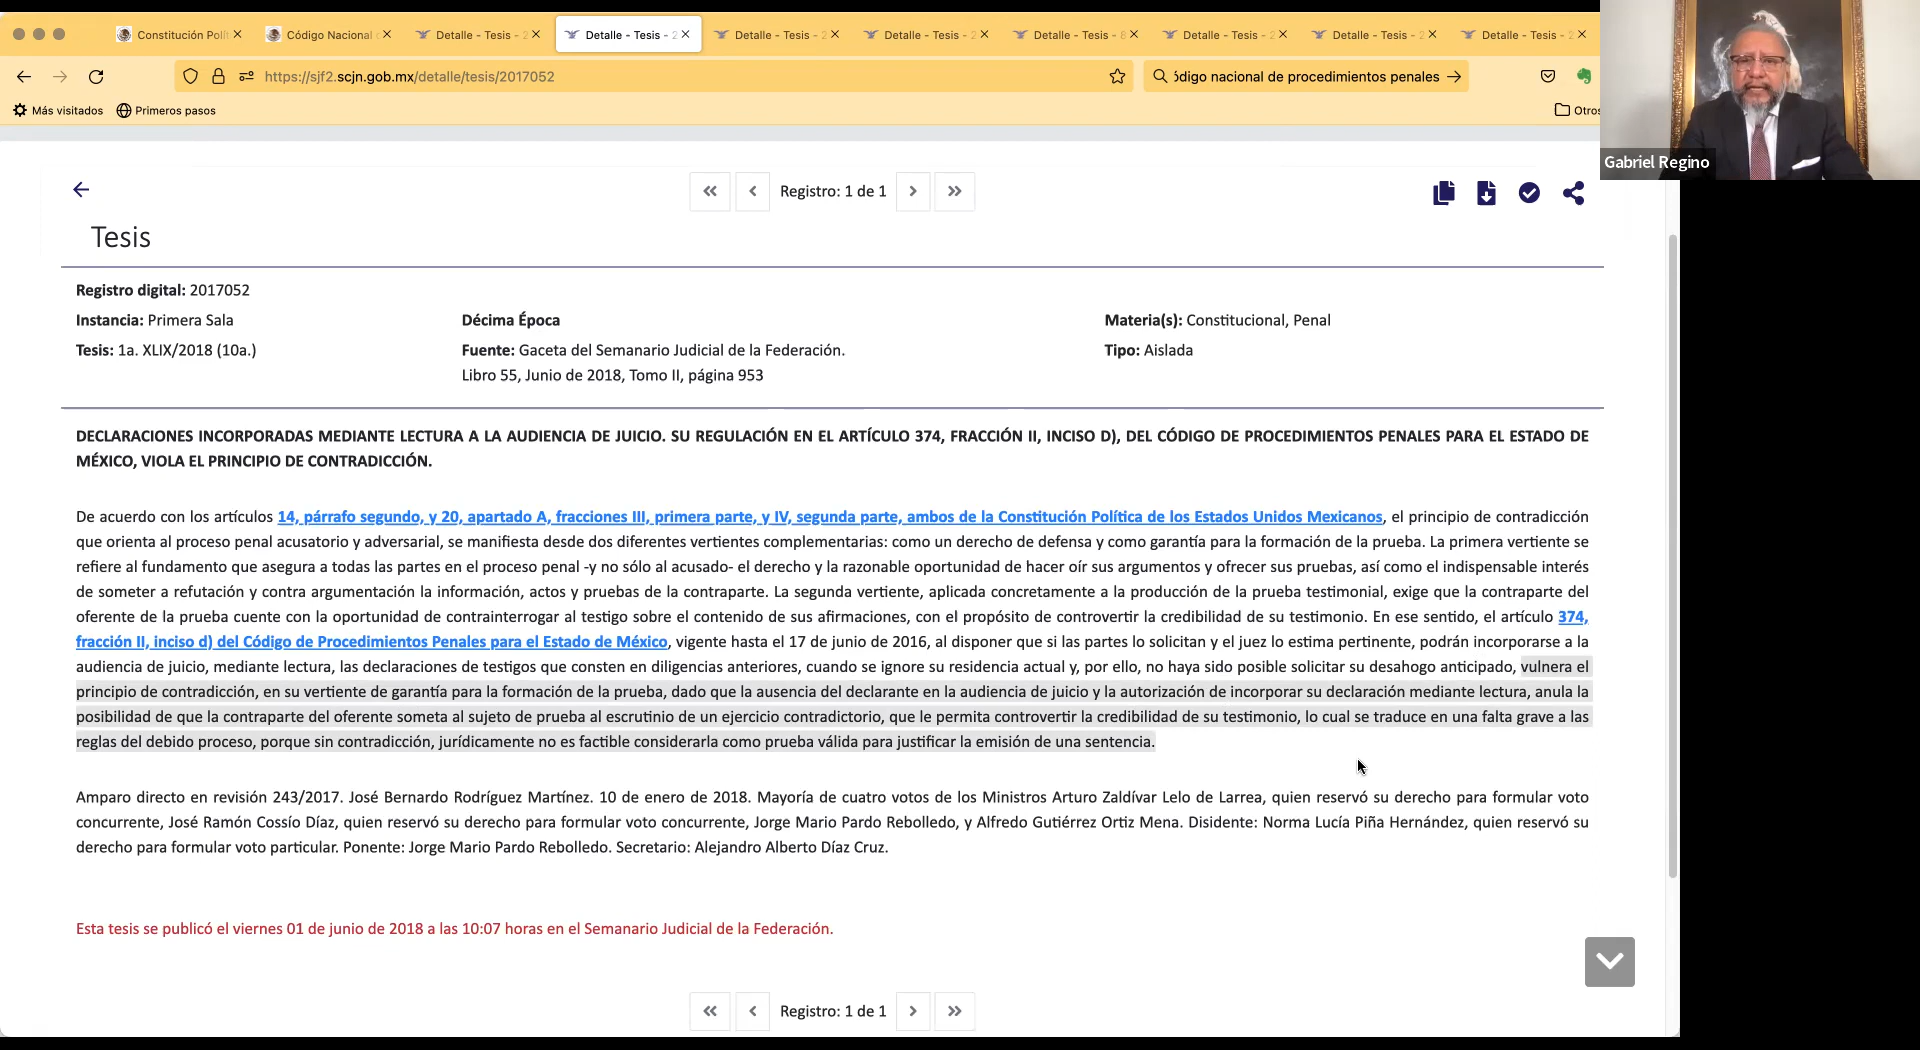 Constitución Polít
Código Nacional
Detalle - Tesis - 2
Detalle - Tesis - 2
Detalle - Tesis - 2
Detalle - Tesis - 2
Detalle - Tesis - 8
Detalle - Tesis - 2
Detalle - Tesis - 2
Detalle - Tesis - 2
https://sjf2.scjn.gob.mx/detalle/tesis/2017052
ódigo nacional de procedimientos penales
Más visitados
Primeros pasos
Otros
Gabriel Regino
Registro: 1 de 1
Tesis
Registro digital: 2017052
Instancia: Primera Sala
Décima Época
Materia(s): Constitucional, Penal
Tesis: 1a. XLIX/2018 (10a.)
Fuente: Gaceta del Semanario Judicial de la Federación.
Tipo: Aislada
Libro 55, Junio de 2018, Tomo II, página 953
DECLARACIONES INCORPORADAS MEDIANTE LECTURA A LA AUDIENCIA DE JUICIO. SU REGULACIÓN EN EL ARTÍCULO 374, FRACCIÓN II, INCISO D), DEL CÓDIGO DE PROCEDIMIENTOS PENALES PARA EL ESTADO DE
MÉXICO, VIOLA EL PRINCIPIO DE CONTRADICCIÓN.
De acuerdo con los artículos 14, párrafo segundo, y 20, apartado A, fracciones III, primera parte, y IV, segunda parte, ambos de la Constitución Política de los Estados Unidos Mexicanos, el principio de contradicción
que orienta al proceso penal acusatorio y adversarial, se manifiesta desde dos diferentes vertientes complementarias: como un derecho de defensa y como garantía para la formación de la prueba. La primera vertiente se
refiere al fundamento que asegura a todas las partes en el proceso penal -y no sólo al acusado- el derecho y la razonable oportunidad de hacer oír sus argumentos y ofrecer sus pruebas, así como el indispensable interés
de someter a refutación y contra argumentación la información, actos y pruebas de la contraparte. La segunda vertiente, aplicada concretamente a la producción de la prueba testimonial, exige que la contraparte del
oferente de la prueba cuente con la oportunidad de contrainterrogar al testigo sobre el contenido de sus afirmaciones, con el propósito de controvertir la credibilidad de su testimonio. En ese sentido, el artículo 374,
fracción II, inciso d) del Código de Procedimientos Penales para el Estado de México, vigente hasta el 17 de junio de 2016, al disponer que si las partes lo solicitan y el juez lo estima pertinente, podrán incorporarse a la
audiencia de juicio, mediante lectura, las declaraciones de testigos que consten en diligencias anteriores, cuando se ignore su residencia actual y, por ello, no haya sido posible solicitar su desahogo anticipado, vulnera el
principio de contradicción, en su vertiente de garantía para la formación de la prueba, dado que la ausencia del declarante en la audiencia de juicio y la autorización de incorporar su declaración mediante lectura, anula la
posibilidad de que la contraparte del oferente someta al sujeto de prueba al escrutinio de un ejercicio contradictorio, que le permita controvertir la credibilidad de su testimonio, lo cual se traduce en una falta grave a las
reglas del debido proceso, porque sin contradicción, jurídicamente no es factible considerarla como prueba válida para justificar la emisión de una sentencia.
Amparo directo en revisión 243/2017. José Bernardo Rodríguez Martínez. 10 de enero de 2018. Mayoría de cuatro votos de los Ministros Arturo Zaldívar Lelo de Larrea, quien reservó su derecho para formular voto
concurrente, José Ramón Cossío Díaz, quien reservó su derecho para formular voto concurrente, Jorge Mario Pardo Rebolledo, y Alfredo Gutiérrez Ortiz Mena. Disidente: Norma Lucía Piña Hernández, quien reservó su
derecho para formular voto particular. Ponente: Jorge Mario Pardo Rebolledo. Secretario: Alejandro Alberto Díaz Cruz.
Esta tesis se publicó el viernes 01 de junio de 2018 a las 10:07 horas en el Semanario Judicial de la Federación.
Registro: 1 de 1